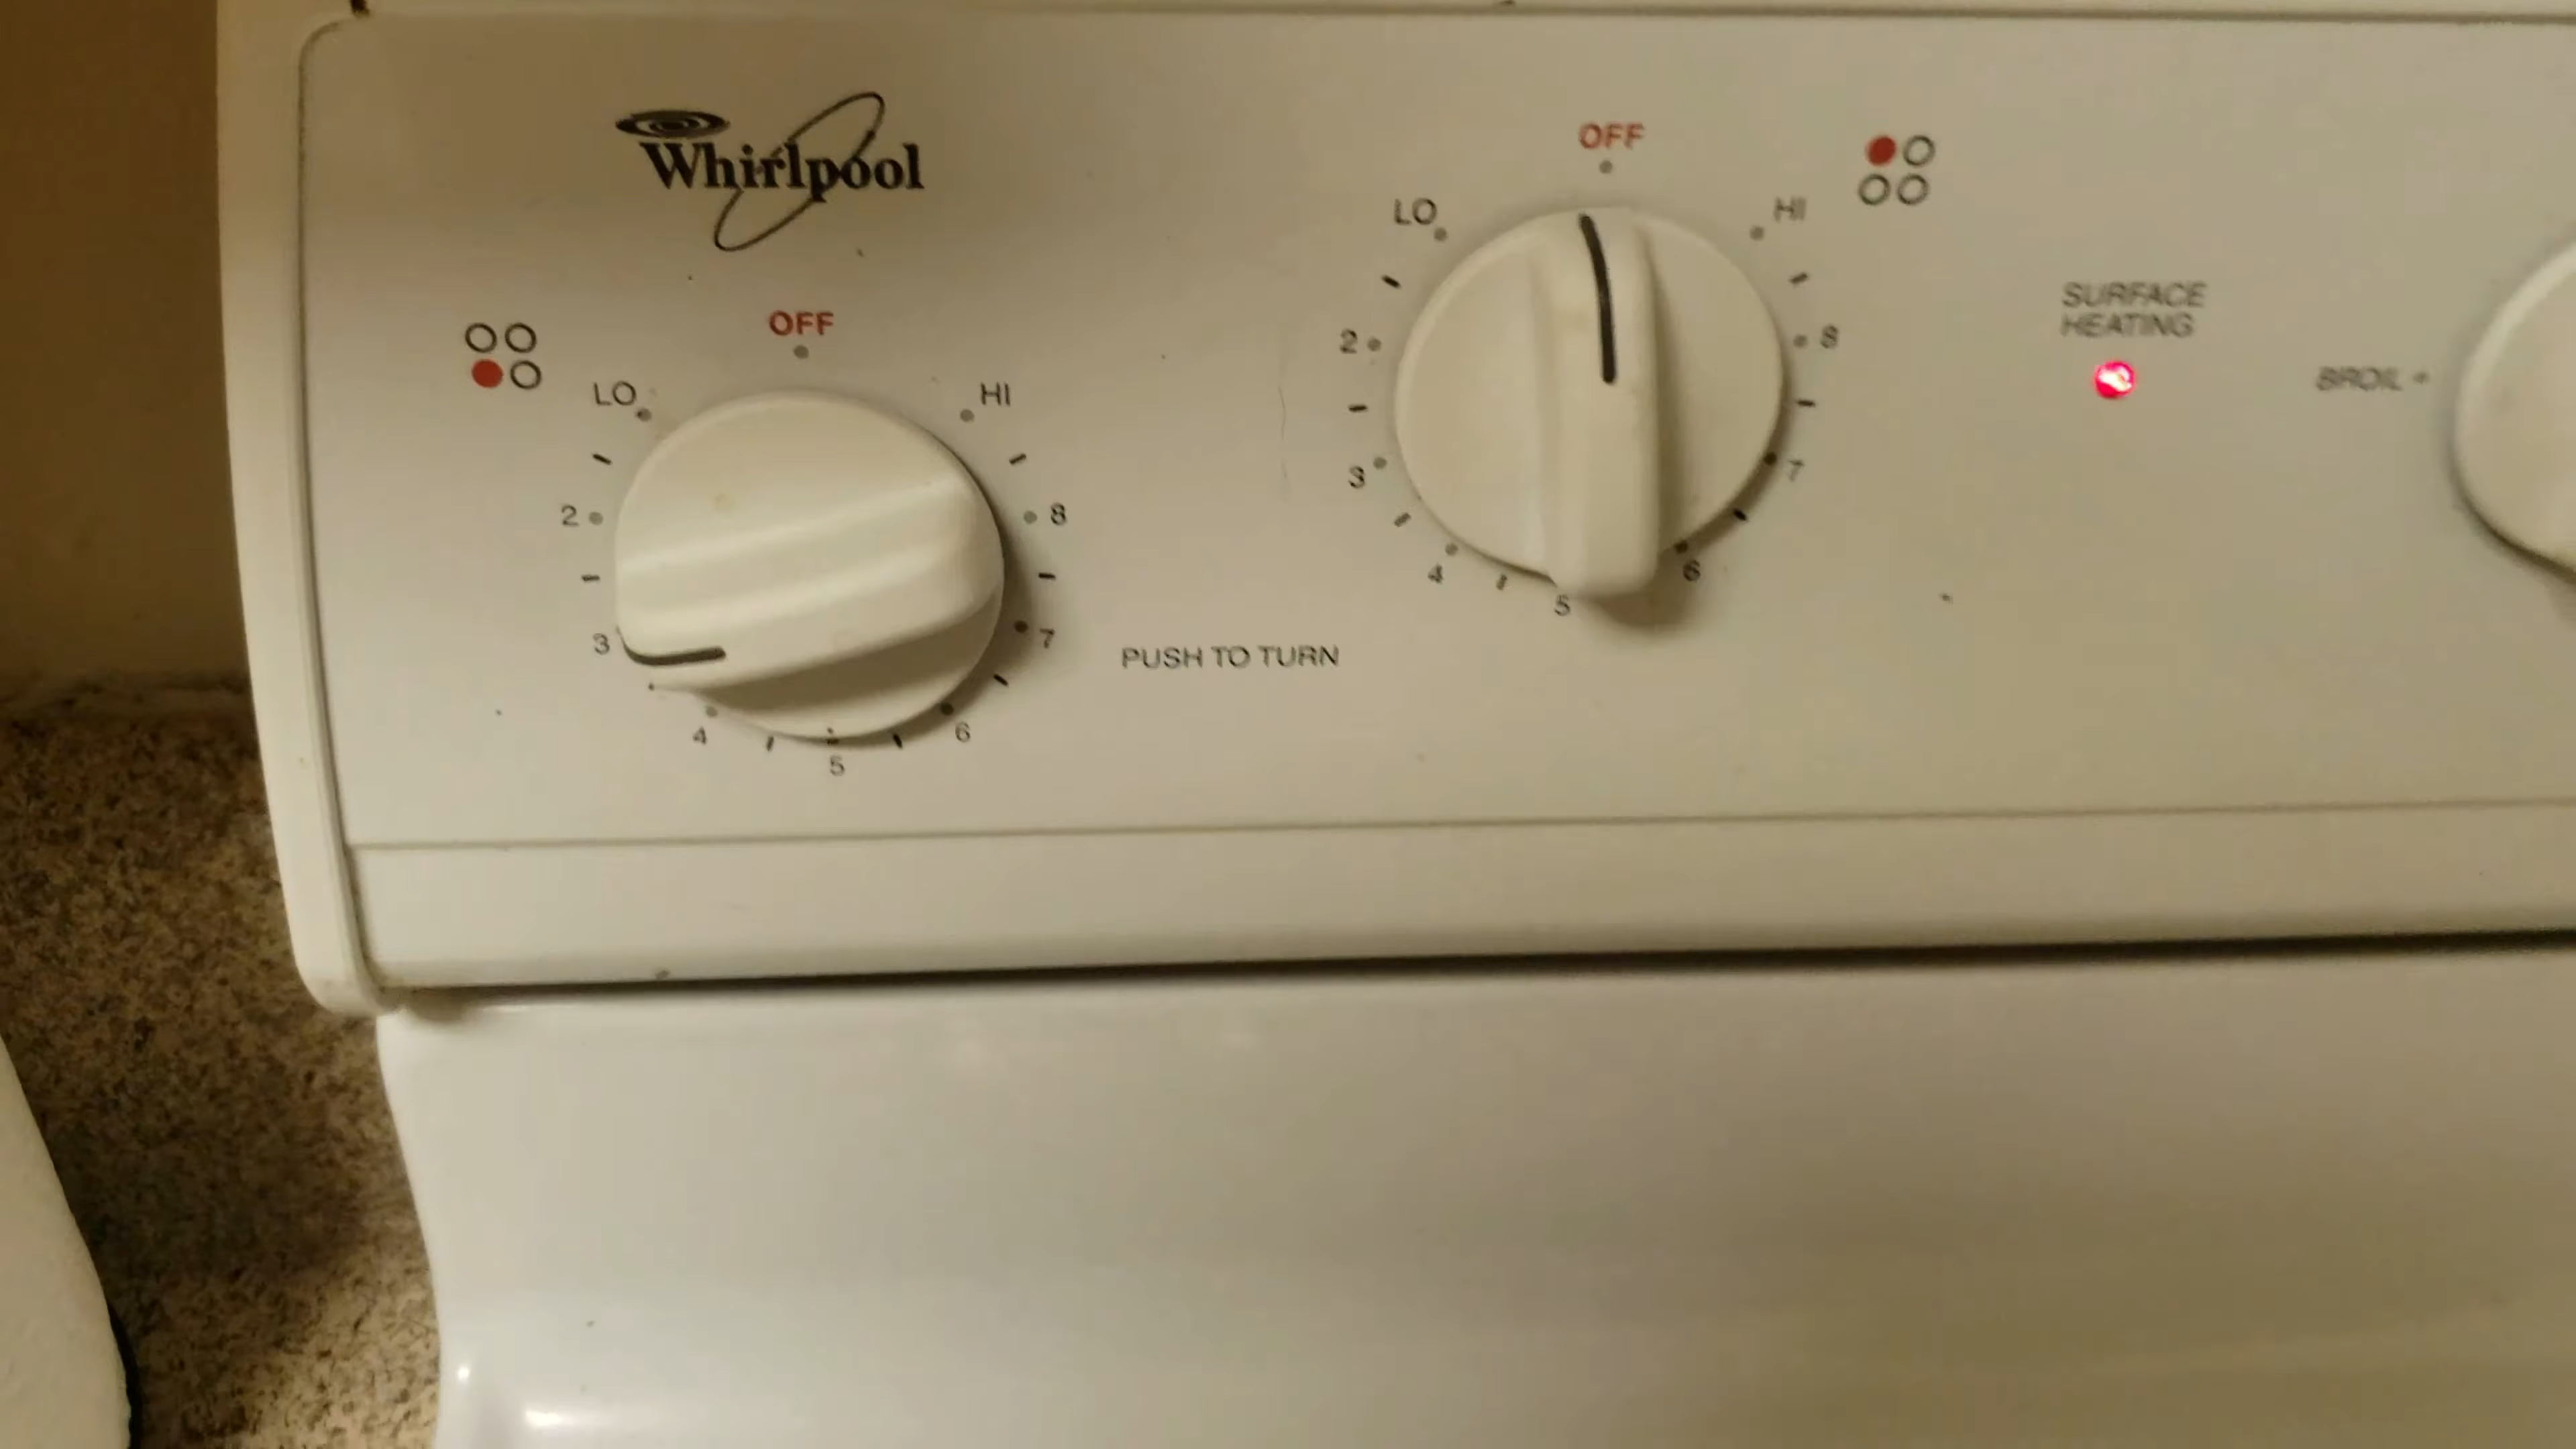 Whirlpool
OFF
LO
HI
2
8
3
7
4
6
5
PUSH TO TURN
OFF
LO
HI
2
8
3
7
4
6
5
SURFACE
HEATING
BROIL